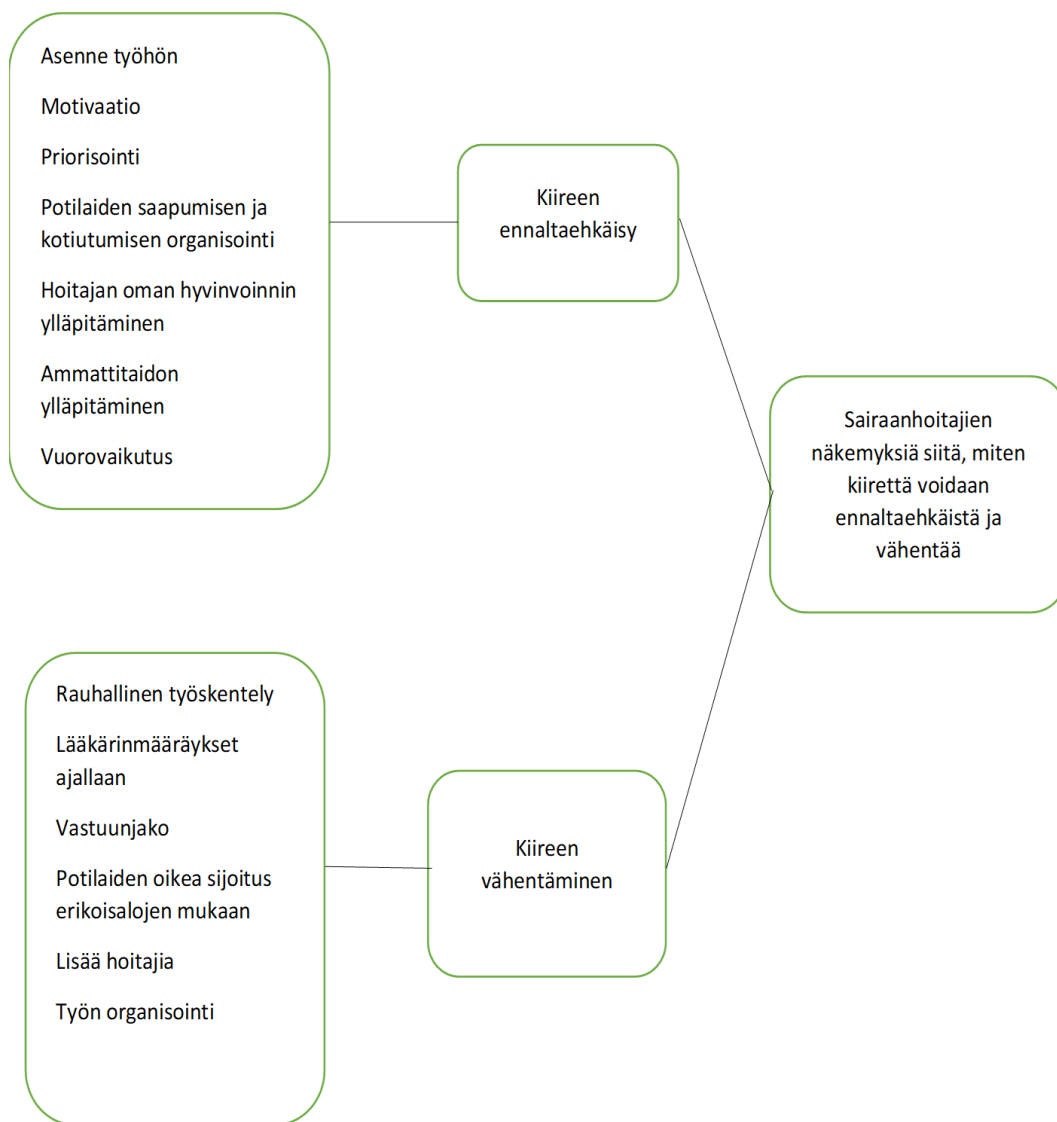 Asenne työhön
Motivaatio
Priorisointi
Potilaiden saapumisen ja
kotiutumisen organisointi
Hoitajan oman hyvinvoinnin
ylläpitäminen
Ammattitaidon
ylläpitäminen
Vuorovaikutus
Kiireen
ennaltaehkäisy
Sairaanhoitajien
näkemyksiä siitä, miten
kiirettä voidaan
ennaltaehkäistä ja
vähentää
Rauhallinen työskentely
Lääkärinmääräykset
ajallaan
Vastuunjako
Potilaiden oikea sijoitus
erikoisalojen mukaan
Lisää hoitajia
Työn organisointi
Kiireen
vähentäminen